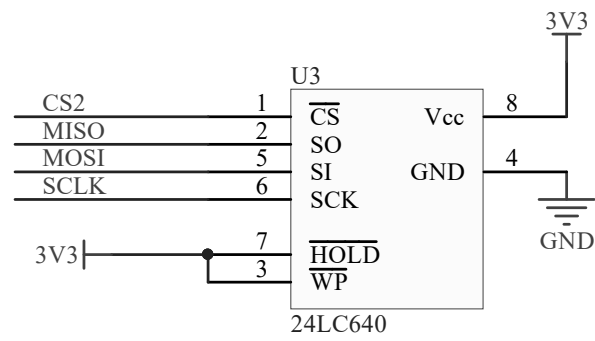 3V3
U3
CS2 1 CS Vcc 8
MISO 2 SO
MOSI 5 SI GND 4
SCLK 6 SCK
GND
3V3 7 HOLD
3 WP
24LC640